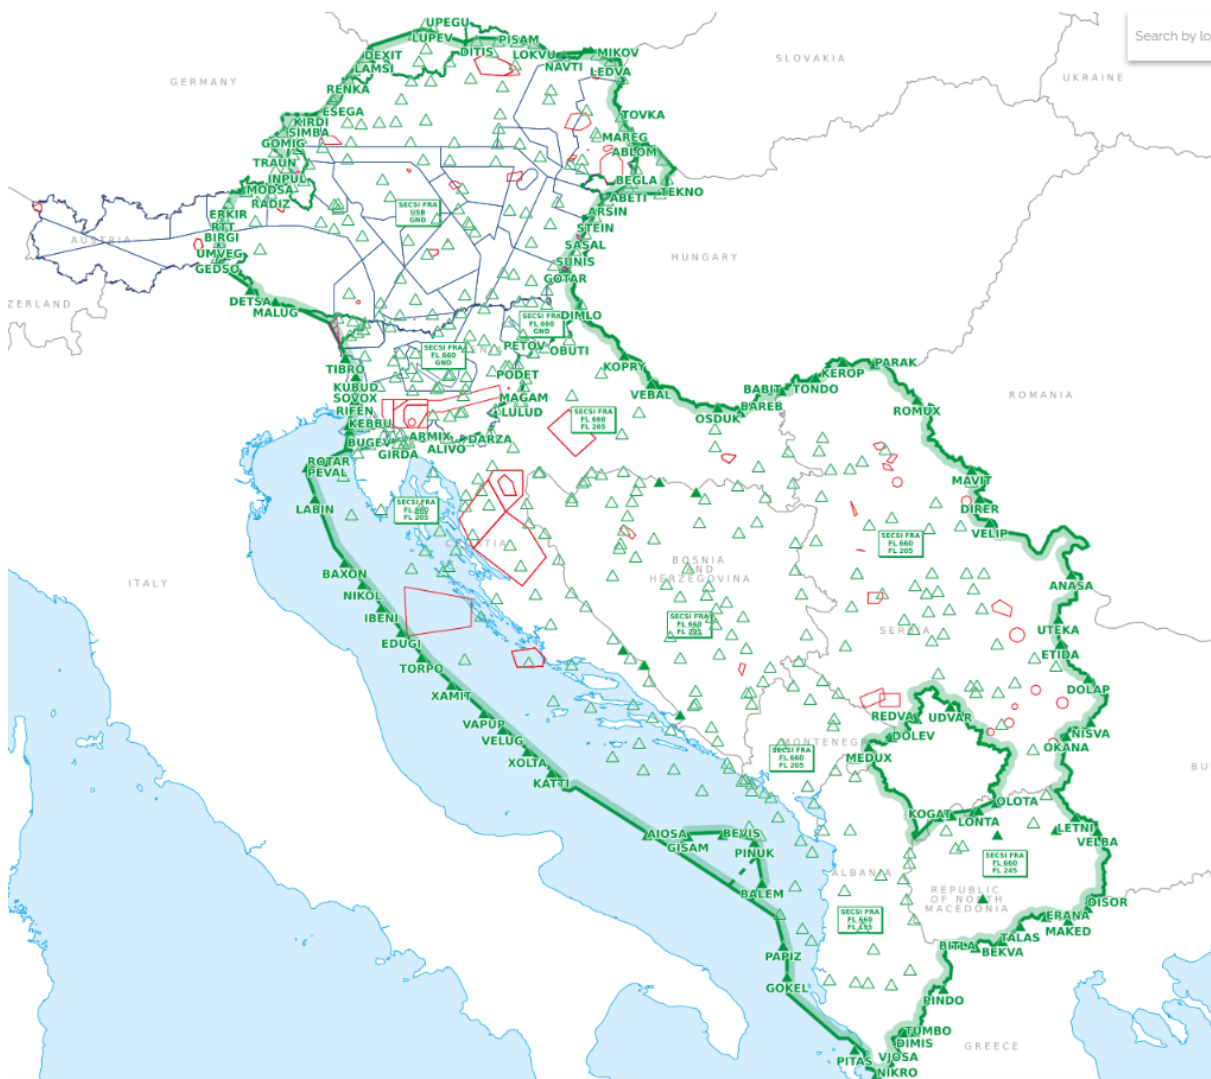 UPEGU
LUPEV
PISAM
DITIS
LOKVU
MIKOV
DEXIT
NAVTI
LAMSI
LEDVA
Search by lo
SLOVAKIA
UKRAINE
GERMANY
RENKA
ESEGA
TOVKA
KIRDI
SIMBA
MAREG
GOMIG
ABLOM
TRAUN
INPUL
BEGLA
MODSA
TEKNO
RADIZ
ABETI
SECSI FRA
USB
GND
ERKIR
ARSIN
RTT
STEIN
BIRGI
AUSTRIA
SASAL
UMVEG
HUNGARY
GEDSO
SUNIS
GOTAR
DETSA
ZERLAND
MALUG
SECSI FRA
FL 660
GND
DIMLO
SECSI FRA
FL 660
GND
PETOV
OBUTI
TIBRO
KOPRY
PARAK
KEROP
PODET
KUBUD
TONDO
BABIT
VEBAL
ROMANIA
SOVOX
MAGAM
BAREB
RIFEN
LULUD
ROMUX
SECSI FRA
FL 660
FL 205
OSDUK
KEBBU
ARMIX
DARZA
BUGEV
ALIVO
GIRDA
ROTAR
PEVAL
MAVIT
LABIN
SECSI FRA
FL 660
FL 205
DIRER
VELIP
CROATIA
SECSI FRA
FL 660
FL 205
BOSNIA
AND
HERZEGOVINA
BAXON
ITALY
ANASA
NIKOL
IBENI
SECSI FRA
FL 660
FL 205
SERBIA
UTEKA
EDUGI
ETIDA
TORPO
DOLAP
XAMIT
REDVA
UDVAR
VAPUP
DOLEV
NISVA
VELUG
MONTENEGRO
OKANA
XOLTA
SECSI FRA
FL 660
FL 205
MEDUX
BU
KATTI
OLOTA
KOGAT
LONTA
LETNI
AIOSA
BEVIS
VELBA
GISAM
PINUK
SECSI FRA
FL 660
FL 245
ALBANIA
BALEM
REPUBLIC
OF NORTH
MACEDONIA
DISOR
SECSI FRA
FL 660
FL 195
ERANA
MAKED
TALAS
BITLA
BEKVA
PAPIZ
GOKEL
PINDO
TUMBO
DIMIS
GREECE
VJOSA
PITAS
NIKRO